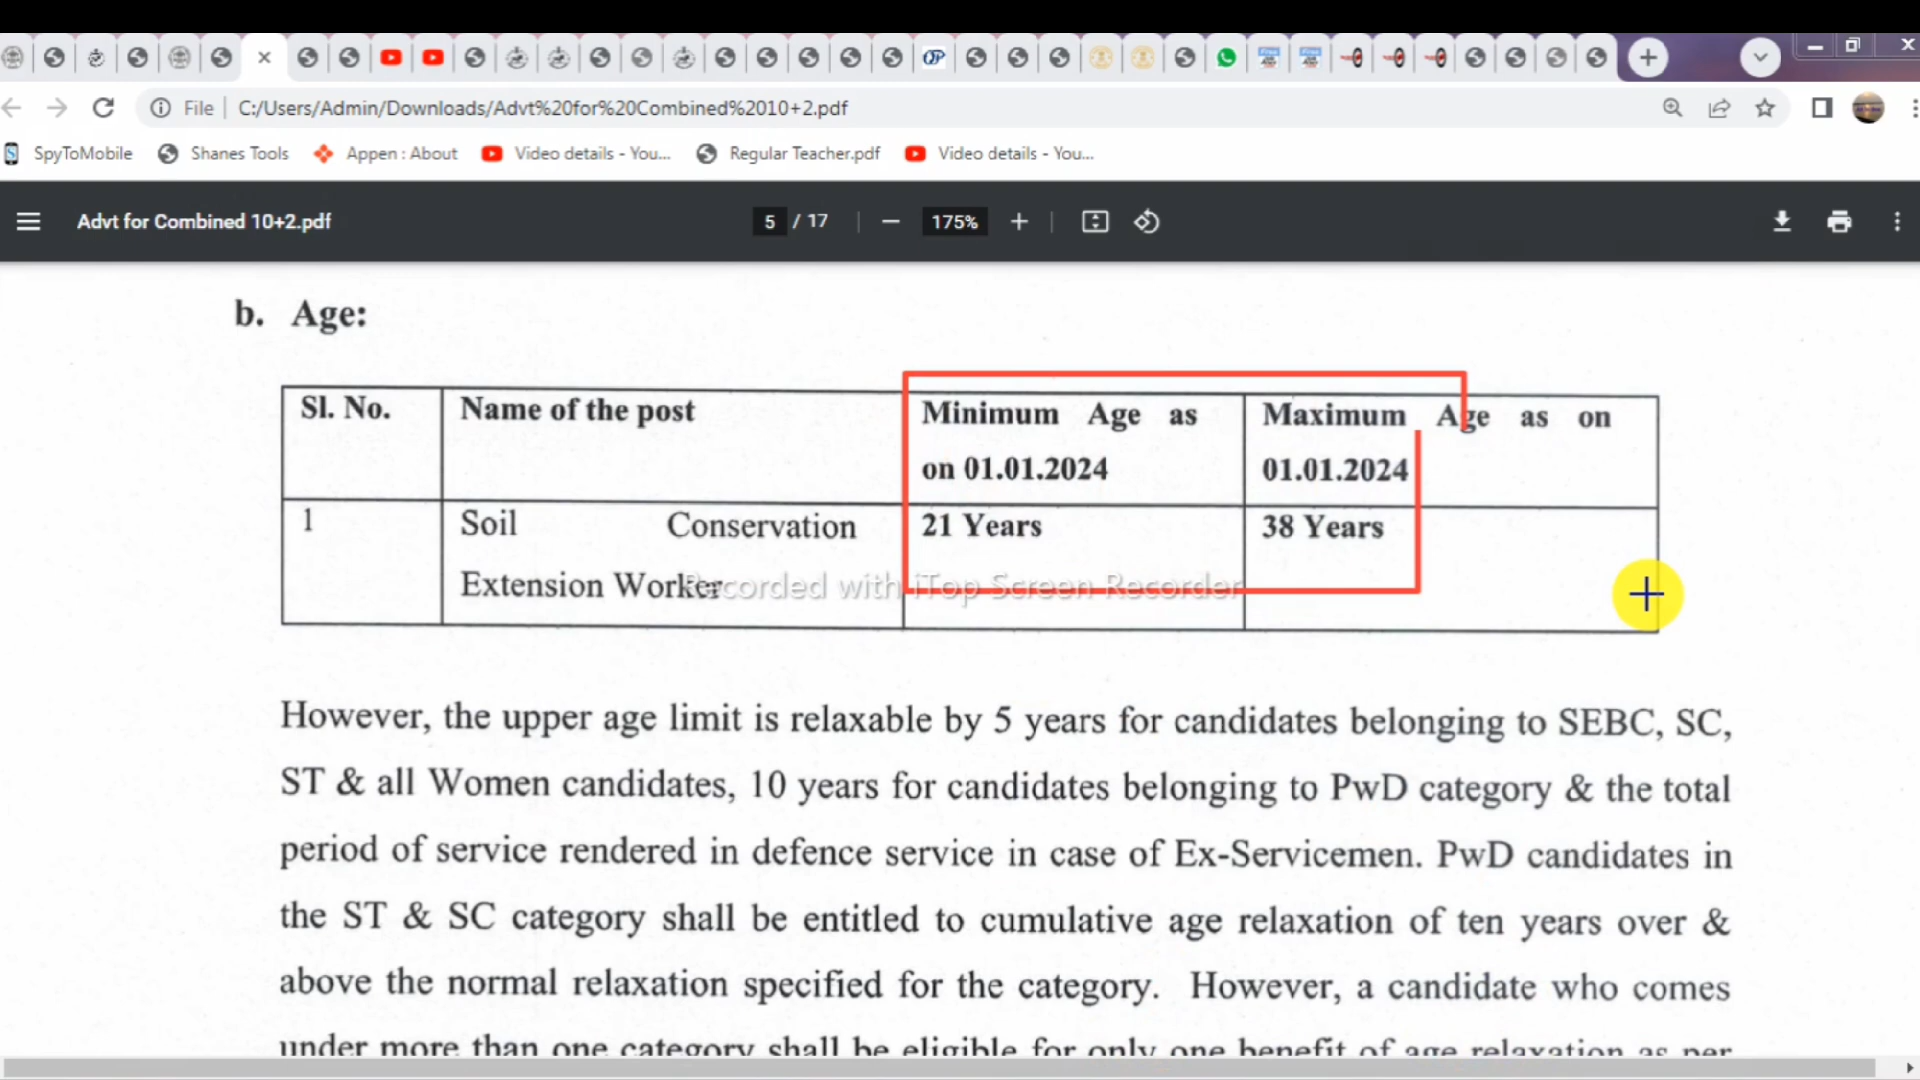 File C:/Users/Admin/Downloads/Advt%20for%20Combined%2010+2.pdf
SpyToMobile Shanes Tools Appen : About Video details - You... Regular Teacher.pdf Video details - You...
Advt for Combined 10+2.pdf 5 / 17 175%
b. Age:
Sl. No. Name of the post Minimum Age as on 01.01.2024 Maximum Age as on 01.01.2024
1 Soil Conservation Extension Worker 21 Years 38 Years
Recorded with iTop Screen Recorder
However, the upper age limit is relaxable by 5 years for candidates belonging to SEBC, SC,
ST & all Women candidates, 10 years for candidates belonging to PwD category & the total
period of service rendered in defence service in case of Ex-Servicemen. PwD candidates in
the ST & SC category shall be entitled to cumulative age relaxation of ten years over &
above the normal relaxation specified for the category. However, a candidate who comes
under more than one category shall be eligible for only one benefit of age relaxation as per